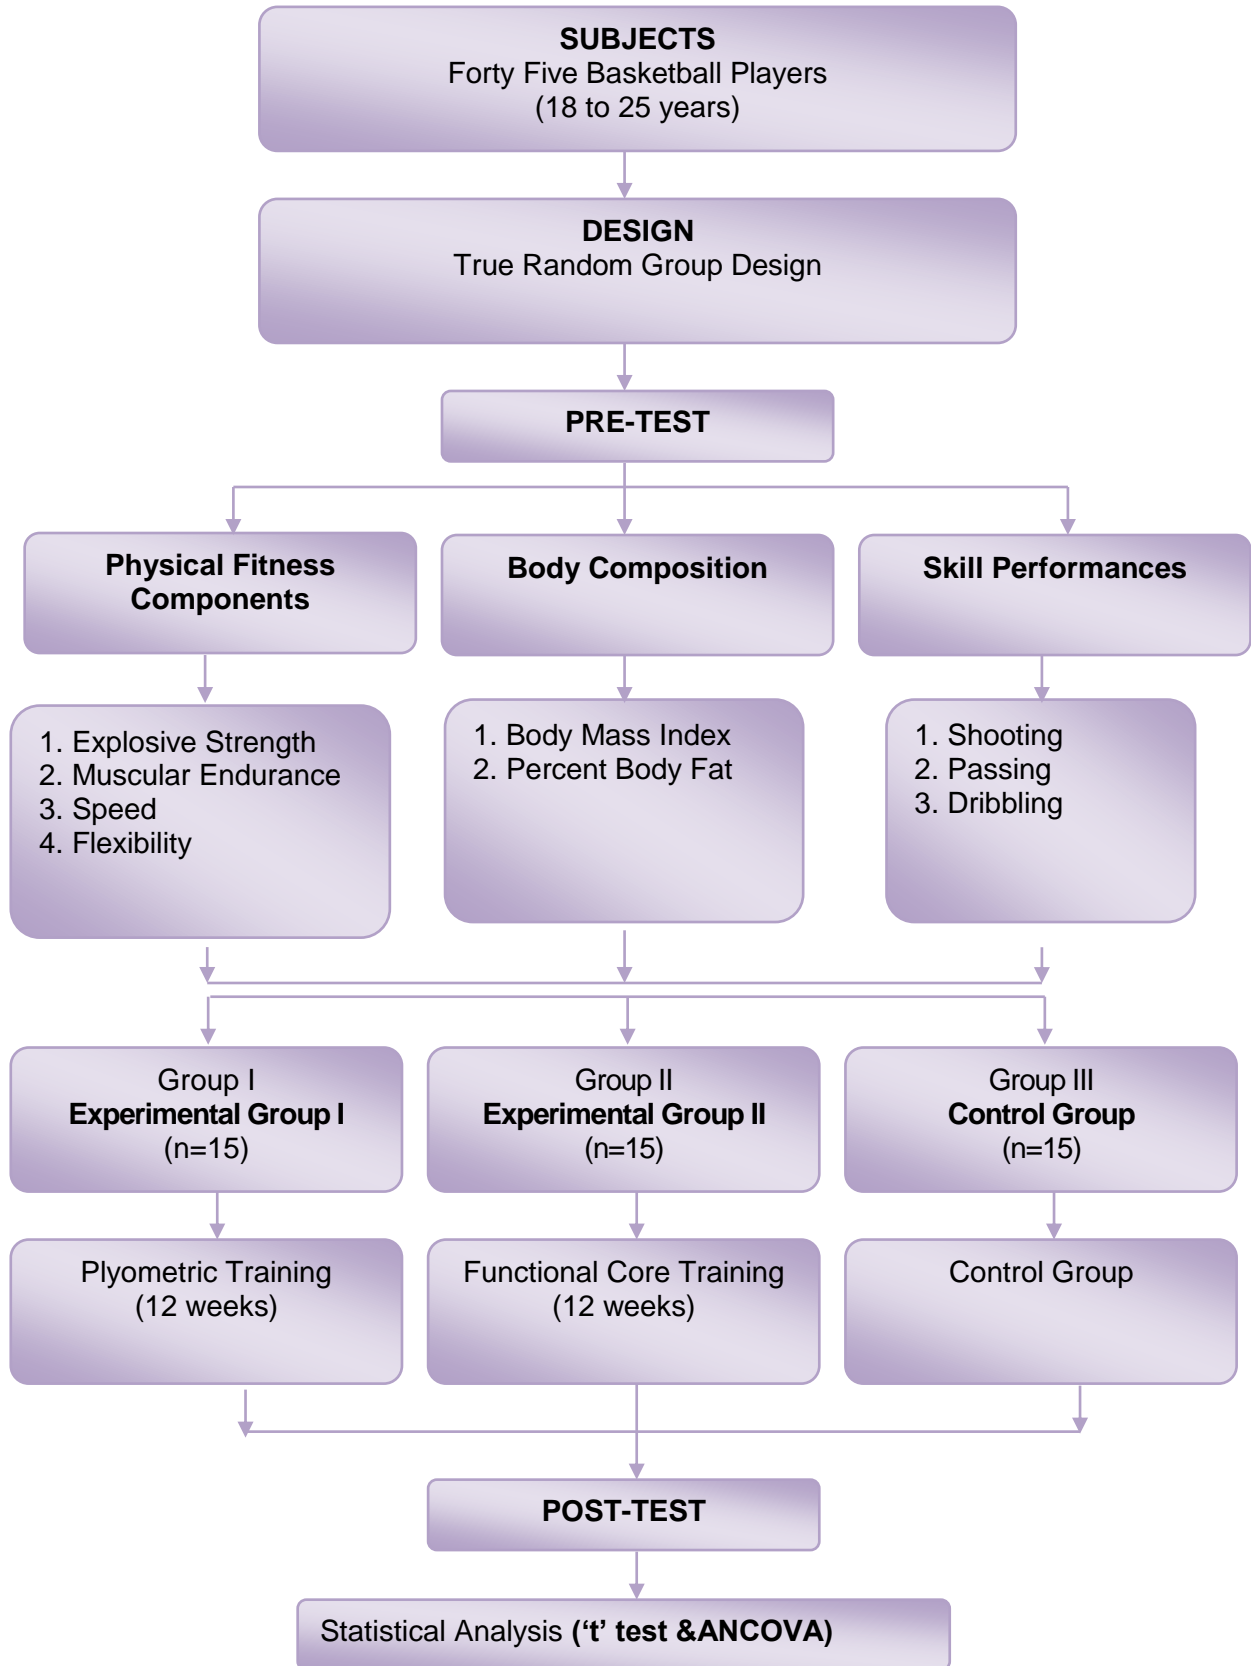 SUBJECTS
Forty Five Basketball Players
(18 to 25 years)
DESIGN
True Random Group Design
PRE-TEST
Physical Fitness
Components
Body Composition
Skill Performances
1. Explosive Strength
2. Muscular Endurance
3. Speed
4. Flexibility
1. Body Mass Index
2. Percent Body Fat
1. Shooting
2. Passing
3. Dribbling
Group I
Experimental Group I
(n=15)
Group II
Experimental Group II
(n=15)
Group III
Control Group
(n=15)
Plyometric Training
(12 weeks)
Functional Core Training
(12 weeks)
Control Group
POST-TEST
Statistical Analysis (‘t’ test &ANCOVA)